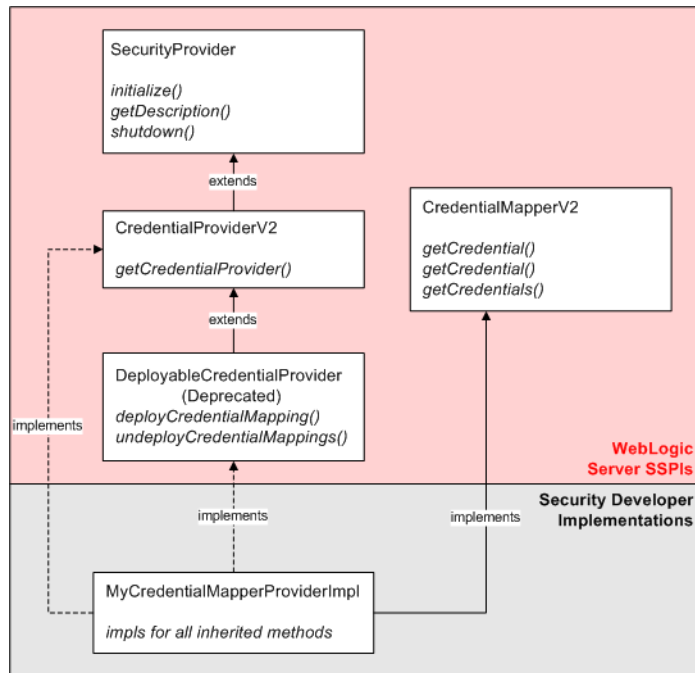 SecurityProvider
initialize()
getDescription()
shutdown()
extends
CredentialProviderV2
getCredentialProvider()
CredentialMapperV2
getCredential()
getCredential()
getCredentials()
extends
DeployableCredentialProvider
(Deprecated)
deployCredentialMapping()
undeployCredentialMappings()
implements
WebLogic
Server SSPIs
Security Developer
Implementations
implements
implements
MyCredentialMapperProviderImpl
impls for all inherited methods